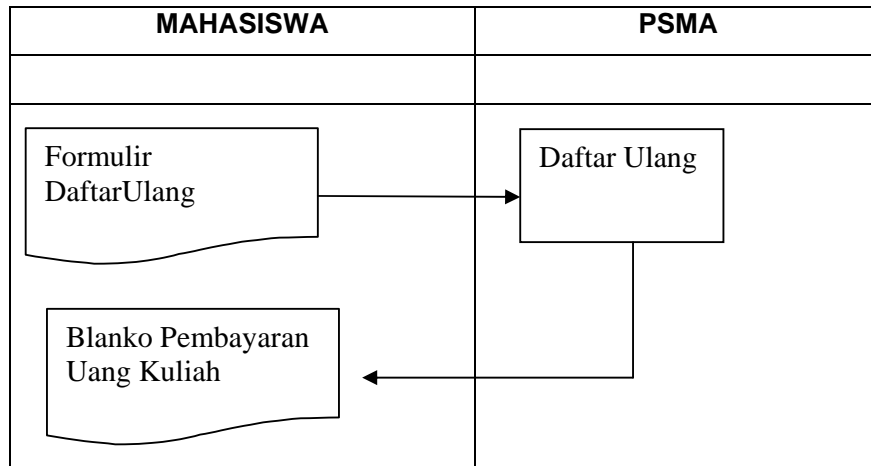 MAHASISWA
PSMA
Formulir
DaftarUlang
Daftar Ulang
Blanko Pembayaran
Uang Kuliah